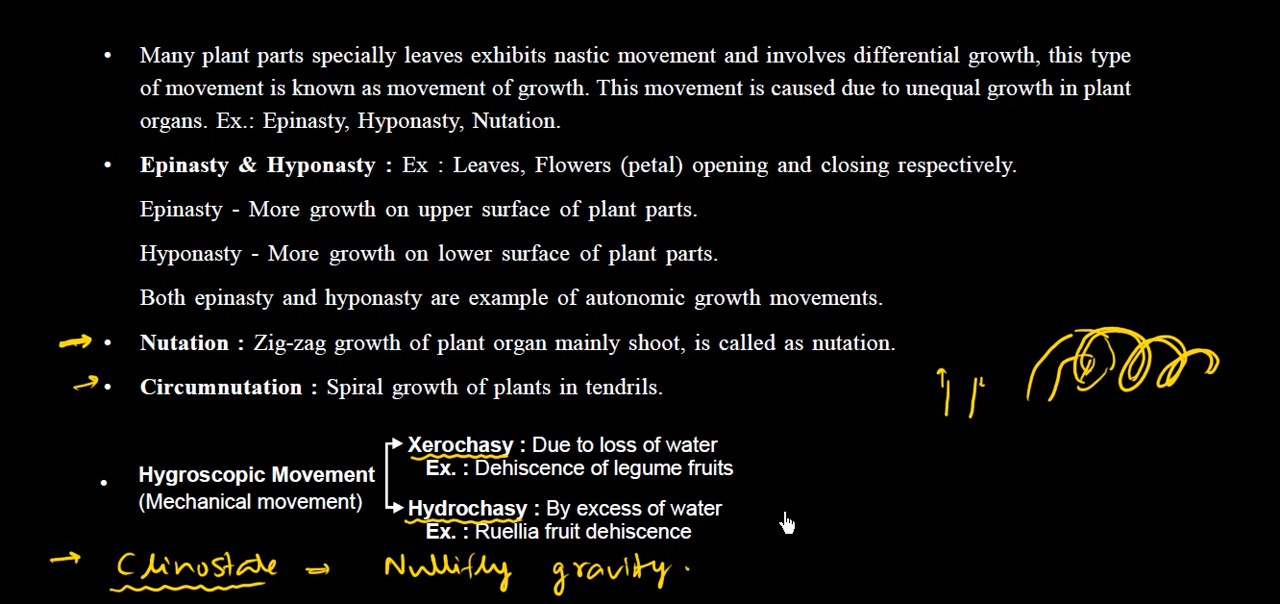 • Many plant parts specially leaves exhibits nastic movement and involves differential growth, this type
of movement is known as movement of growth. This movement is caused due to unequal growth in plant
organs. Ex.: Epinasty, Hyponasty, Nutation.
• Epinasty & Hyponasty : Ex : Leaves, Flowers (petal) opening and closing respectively.
Epinasty - More growth on upper surface of plant parts.
Hyponasty - More growth on lower surface of plant parts.
Both epinasty and hyponasty are example of autonomic growth movements.
• Nutation : Zig-zag growth of plant organ mainly shoot, is called as nutation.
• Circumnutation : Spiral growth of plants in tendrils.
• Hygroscopic Movement
(Mechanical movement)
Xerochasy : Due to loss of water
Ex. : Dehiscence of legume fruits
Hydrochasy : By excess of water
Ex. : Ruellia fruit dehiscence
→ Clinostate → Nullifly gravity.